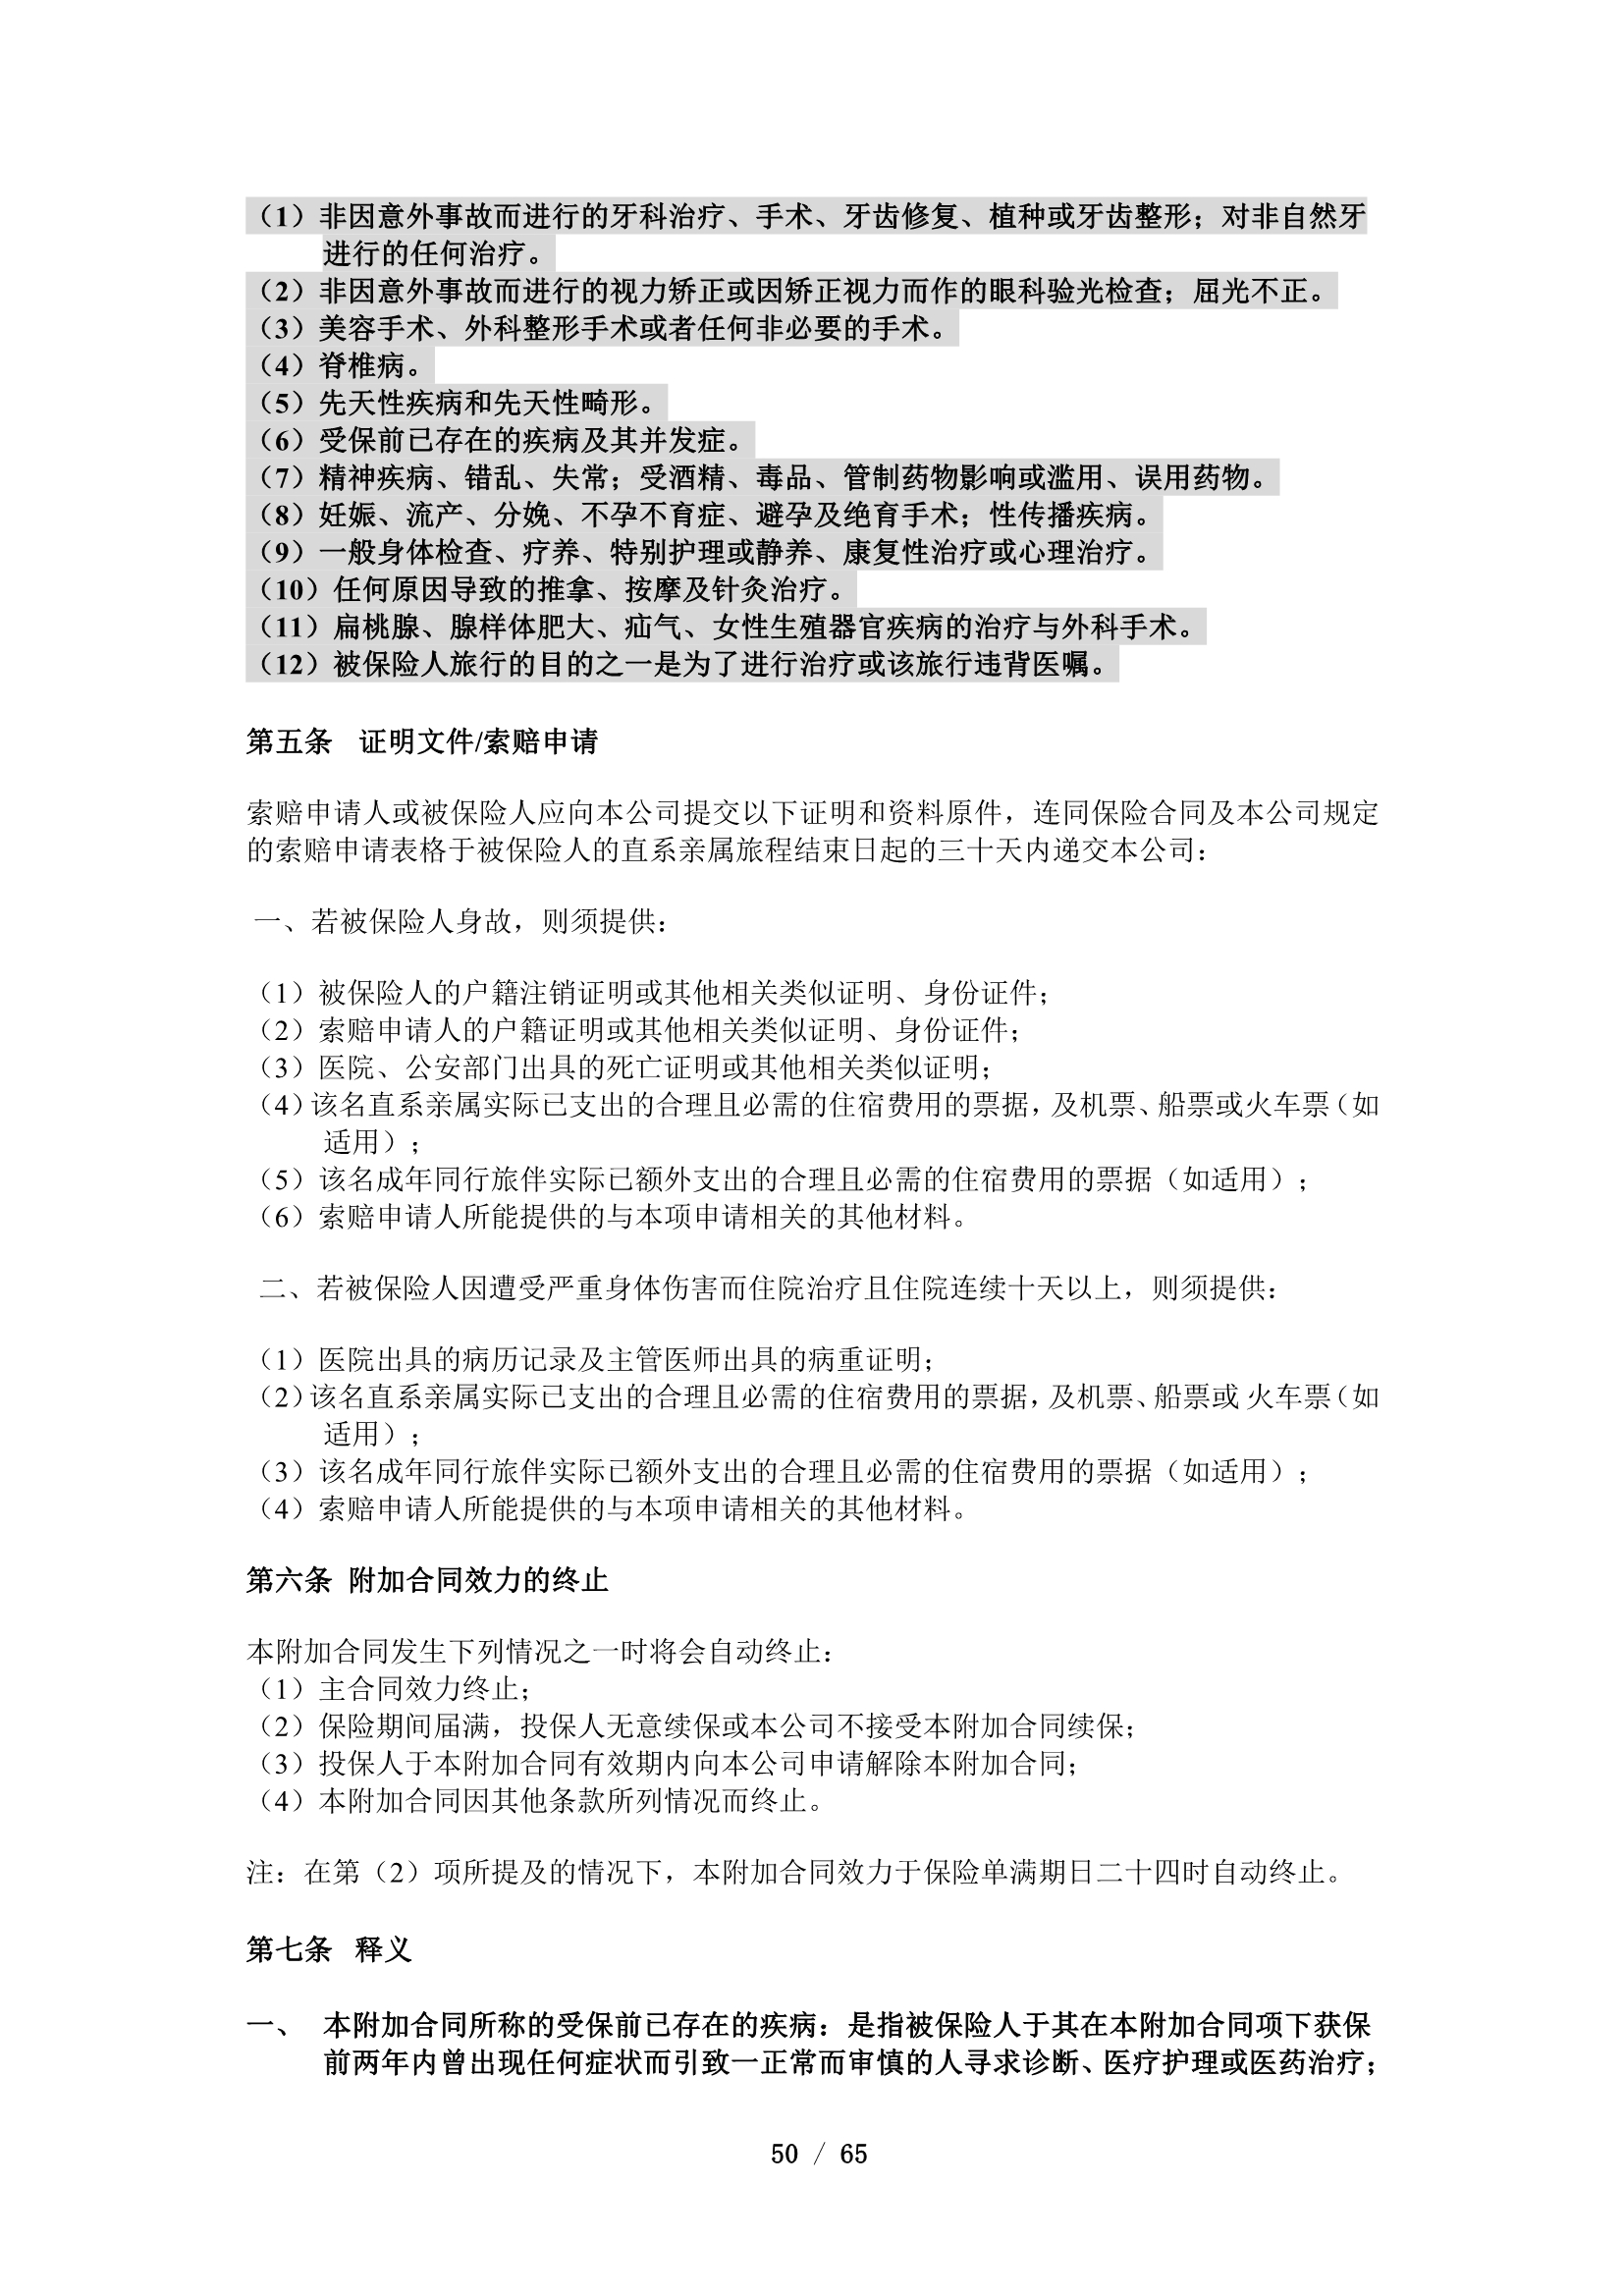 （1）非因意外事故而进行的牙科治疗、手术、牙齿修复、植种或牙齿整形；对非自然牙
进行的任何治疗。
（2）非因意外事故而进行的视力矫正或因矫正视力而作的眼科验光检查；屈光不正。
（3）美容手术、外科整形手术或者任何非必要的手术。
（4）脊椎病。
（5）先天性疾病和先天性畸形。
（6）受保前已存在的疾病及其并发症。
（7）精神疾病、错乱、失常；受酒精、毒品、管制药物影响或滥用、误用药物。
（8）妊娠、流产、分娩、不孕不育症、避孕及绝育手术；性传播疾病。
（9）一般身体检查、疗养、特别护理或静养、康复性治疗或心理治疗。
（10）任何原因导致的推拿、按摩及针灸治疗。
（11）扁桃腺、腺样体肥大、疝气、女性生殖器官疾病的治疗与外科手术。
（12）被保险人旅行的目的之一是为了进行治疗或该旅行违背医嘱。
第五条 证明文件/索赔申请
索赔申请人或被保险人应向本公司提交以下证明和资料原件，连同保险合同及本公司规定
的索赔申请表格于被保险人的直系亲属旅程结束日起的三十天内递交本公司：
一、若被保险人身故，则须提供：
（1）被保险人的户籍注销证明或其他相关类似证明、身份证件；
（2）索赔申请人的户籍证明或其他相关类似证明、身份证件；
（3）医院、公安部门出具的死亡证明或其他相关类似证明；
（4）该名直系亲属实际已支出的合理且必需的住宿费用的票据，及机票、船票或火车票（如
适用）；
（5）该名成年同行旅伴实际已额外支出的合理且必需的住宿费用的票据（如适用）；
（6）索赔申请人所能提供的与本项申请相关的其他材料。
二、若被保险人因遭受严重身体伤害而住院治疗且住院连续十天以上，则须提供：
（1）医院出具的病历记录及主管医师出具的病重证明；
（2）该名直系亲属实际已支出的合理且必需的住宿费用的票据，及机票、船票或 火车票（如
适用）；
（3）该名成年同行旅伴实际已额外支出的合理且必需的住宿费用的票据（如适用）；
（4）索赔申请人所能提供的与本项申请相关的其他材料。
第六条 附加合同效力的终止
本附加合同发生下列情况之一时将会自动终止：
（1）主合同效力终止；
（2）保险期间届满，投保人无意续保或本公司不接受本附加合同续保；
（3）投保人于本附加合同有效期内向本公司申请解除本附加合同；
（4）本附加合同因其他条款所列情况而终止。
注：在第（2）项所提及的情况下，本附加合同效力于保险单满期日二十四时自动终止。
第七条 释义
一、 本附加合同所称的受保前已存在的疾病：是指被保险人于其在本附加合同项下获保
前两年内曾出现任何症状而引致一正常而审慎的人寻求诊断、医疗护理或医药治疗；
50 / 65